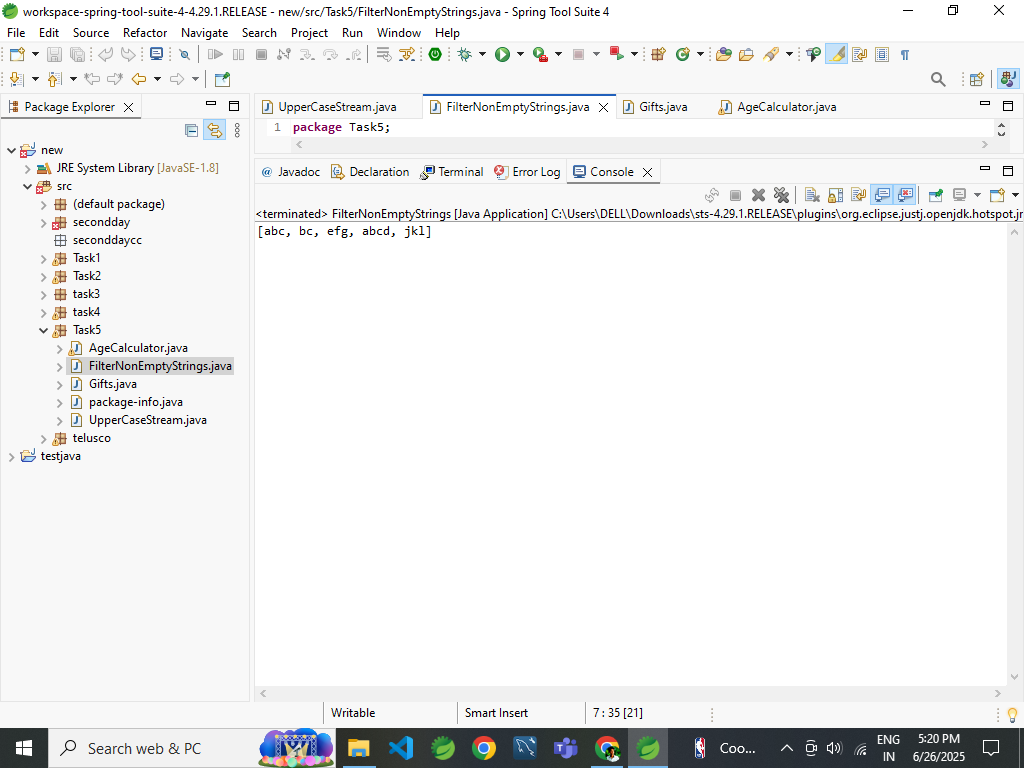 workspace-spring-tool-suite-4-4.29.1.RELEASE - new/src/Task5/FilterNonEmptyStrings.java - Spring Tool Suite 4
File Edit Source Refactor Navigate Search Project Run Window Help
Package Explorer
new
JRE System Library [JavaSE-1.8]
src
(default package)
secondday
seconddaycc
Task1
Task2
task3
task4
Task5
AgeCalculator.java
FilterNonEmptyStrings.java
Gifts.java
package-info.java
UpperCaseStream.java
telusco
testjava
UpperCaseStream.java FilterNonEmptyStrings.java Gifts.java AgeCalculator.java
1 package Task5;
@ Javadoc Declaration Terminal Error Log Console
<terminated> FilterNonEmptyStrings [Java Application] C:\Users\DELL\Downloads\sts-4.29.1.RELEASE\plugins\org.eclipse.justj.openjdk.hotspot.jr
[abc, bc, efg, abcd, jkl]
Writable Smart Insert 7 : 35 [21]
Search web & PC
Coo...
ENG
IN
5:20 PM
6/26/2025